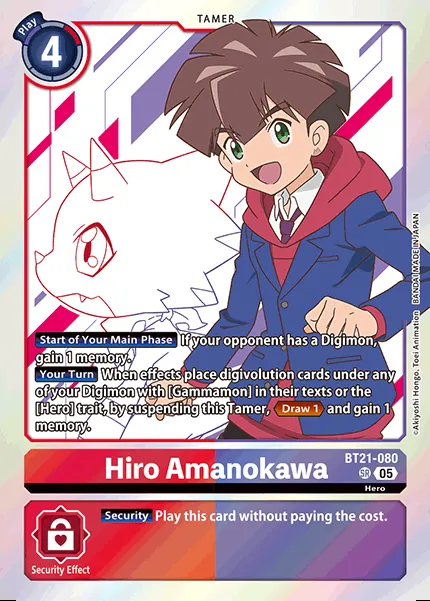 TAMER
Play
4
Start of Your Main Phase If your opponent has a Digimon,
gain 1 memory.
Your Turn When effects place digivolution cards under any
of your Digimon with [Gammamon] in their texts or the
[Hero] trait, by suspending this Tamer, Draw 1 and gain 1
memory.
©Akiyoshi Hongo, Toei Animation BANDAI MADE IN JAPAN
Hiro Amanokawa
BT21-080
SR 05
Hero
Security Play this card without paying the cost.
Security Effect